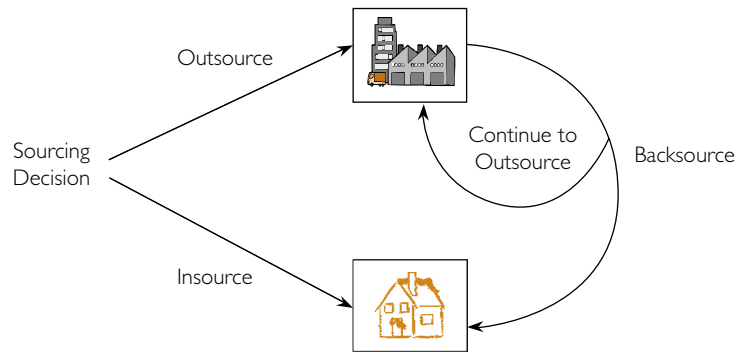 Outsource
Sourcing
Decision
Continue to
Outsource
Backsource
Insource